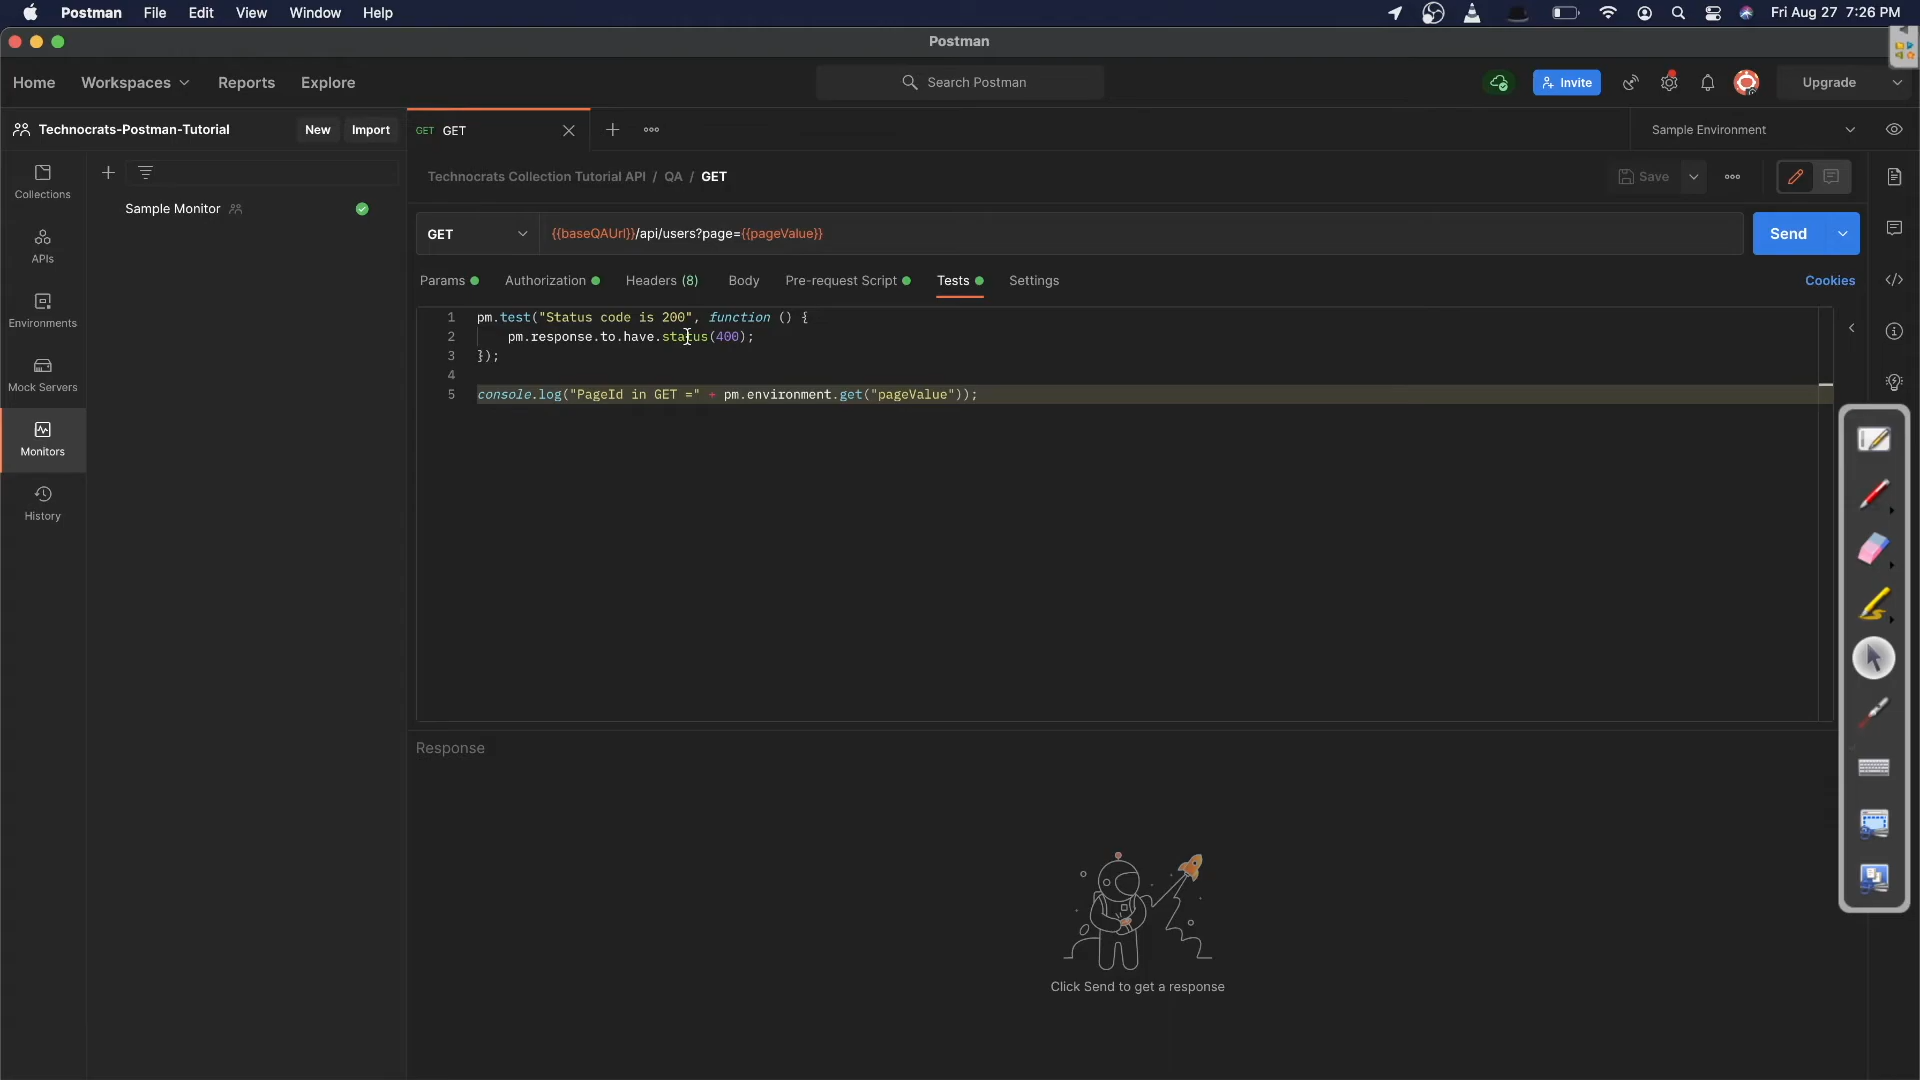 Postman File Edit View Window Help
Fri Aug 27 7:26 PM
Postman
Home Workspaces Reports Explore
Search Postman
Invite
Upgrade
Technocrats-Postman-Tutorial
New
Import
GET GET
Sample Environment
Collections
APIs
Environments
Mock Servers
Monitors
History
Sample Monitor
Technocrats Collection Tutorial API / QA / GET
Save
GET
{{baseQAUrl}}/api/users?page={{pageValue}}
Send
Params Authorization Headers (8) Body Pre-request Script Tests Settings
Cookies
1 pm.test("Status code is 200", function () {
2 pm.response.to.have.status(400);
3 });
4
5 console.log("PageId in GET =" + pm.environment.get("pageValue"));
Response
Click Send to get a response